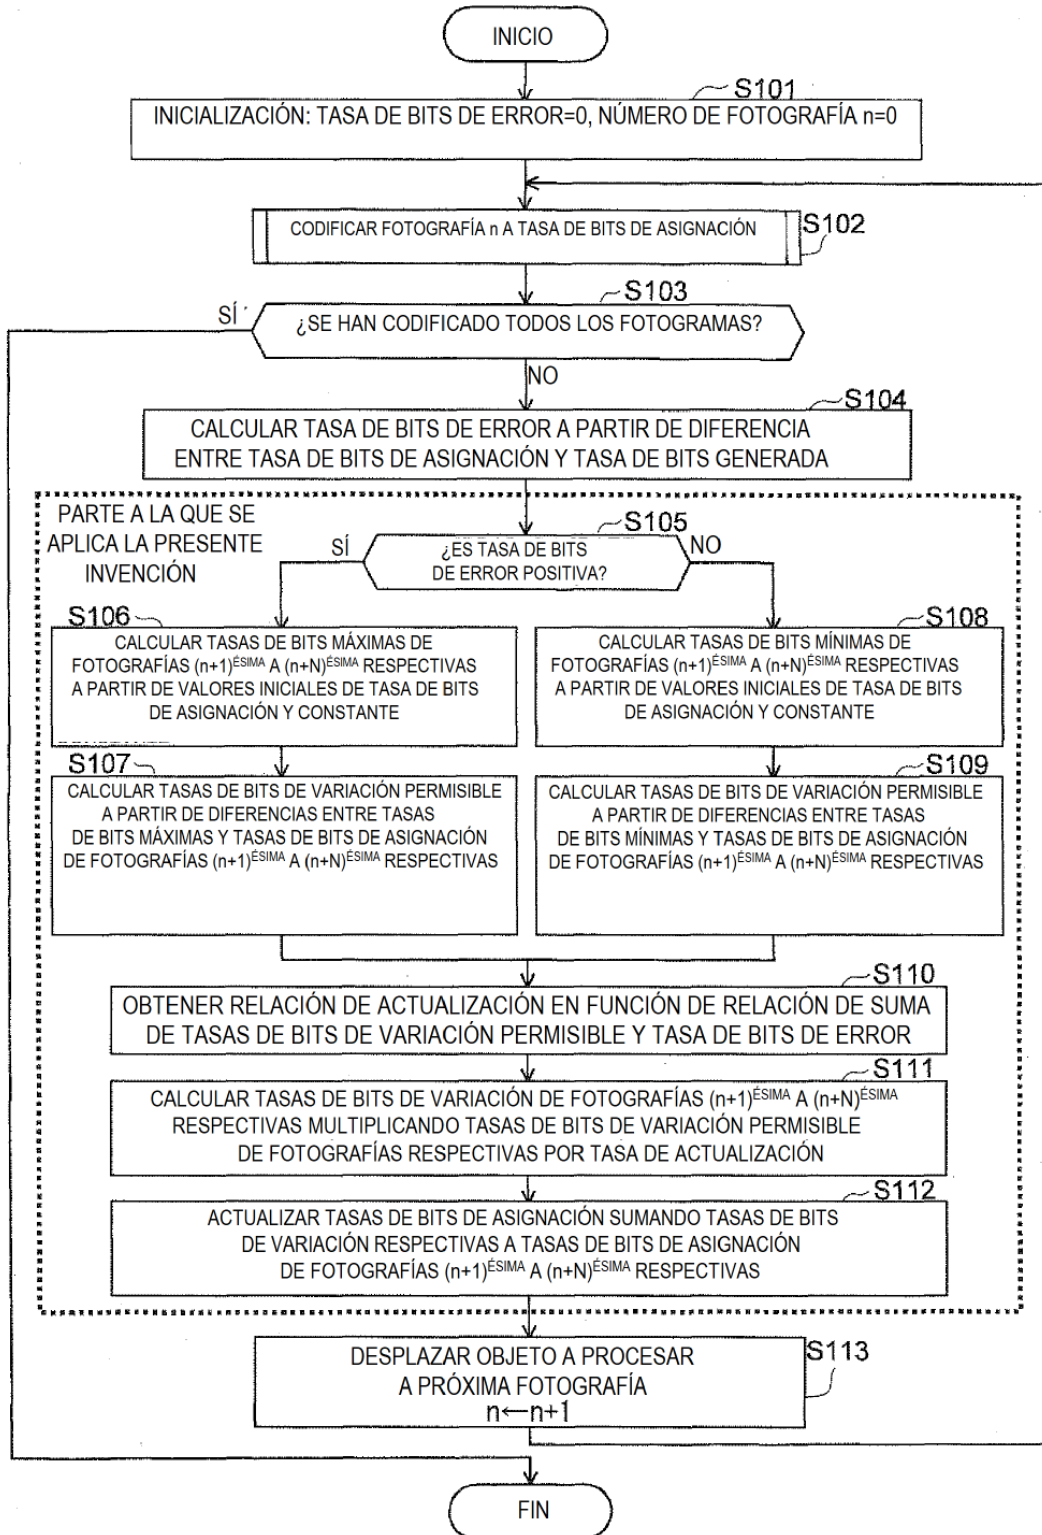 INICIO
S101
INICIALIZACIÓN: TASA DE BITS DE ERROR=0, NÚMERO DE FOTOGRAFÍA n=0
CODIFICAR FOTOGRAFÍA n A TASA DE BITS DE ASIGNACIÓN
S102
S103
SÍ
¿SE HAN CODIFICADO TODOS LOS FOTOGRAMAS?
NO
S104
CALCULAR TASA DE BITS DE ERROR A PARTIR DE DIFERENCIA
ENTRE TASA DE BITS DE ASIGNACIÓN Y TASA DE BITS GENERADA
PARTE A LA QUE SE
APLICA LA PRESENTE
INVENCIÓN
S105
SÍ
¿ES TASA DE BITS
DE ERROR POSITIVA?
NO
S106
CALCULAR TASAS DE BITS MÁXIMAS DE
FOTOGRAFÍAS (n+1)ÉSIMA A (n+N)ÉSIMA RESPECTIVAS
A PARTIR DE VALORES INICIALES DE TASA DE BITS
DE ASIGNACIÓN Y CONSTANTE
S108
CALCULAR TASAS DE BITS MÍNIMAS DE
FOTOGRAFÍAS (n+1)ÉSIMA A (n+N)ÉSIMA RESPECTIVAS
A PARTIR DE VALORES INICIALES DE TASA DE BITS
DE ASIGNACIÓN Y CONSTANTE
S107
CALCULAR TASAS DE BITS DE VARIACIÓN PERMISIBLE
A PARTIR DE DIFERENCIAS ENTRE TASAS
DE BITS MÁXIMAS Y TASAS DE BITS DE ASIGNACIÓN
DE FOTOGRAFÍAS (n+1)ÉSIMA A (n+N)ÉSIMA RESPECTIVAS
S109
CALCULAR TASAS DE BITS DE VARIACIÓN PERMISIBLE
A PARTIR DE DIFERENCIAS ENTRE TASAS
DE BITS MÍNIMAS Y TASAS DE BITS DE ASIGNACIÓN
DE FOTOGRAFÍAS (n+1)ÉSIMA A (n+N)ÉSIMA RESPECTIVAS
S110
OBTENER RELACIÓN DE ACTUALIZACIÓN EN FUNCIÓN DE RELACIÓN DE SUMA
DE TASAS DE BITS DE VARIACIÓN PERMISIBLE Y TASA DE BITS DE ERROR
S111
CALCULAR TASAS DE BITS DE VARIACIÓN DE FOTOGRAFÍAS (n+1)ÉSIMA A (n+N)ÉSIMA
RESPECTIVAS MULTIPLICANDO TASAS DE BITS DE VARIACIÓN PERMISIBLE
DE FOTOGRAFÍAS RESPECTIVAS POR TASA DE ACTUALIZACIÓN
S112
ACTUALIZAR TASAS DE BITS DE ASIGNACIÓN SUMANDO TASAS DE BITS
DE VARIACIÓN RESPECTIVAS A TASAS DE BITS DE ASIGNACIÓN
DE FOTOGRAFÍAS (n+1)ÉSIMA A (n+N)ÉSIMA RESPECTIVAS
DESPLAZAR OBJETO A PROCESAR
A PRÓXIMA FOTOGRAFÍA
n←n+1
S113
FIN